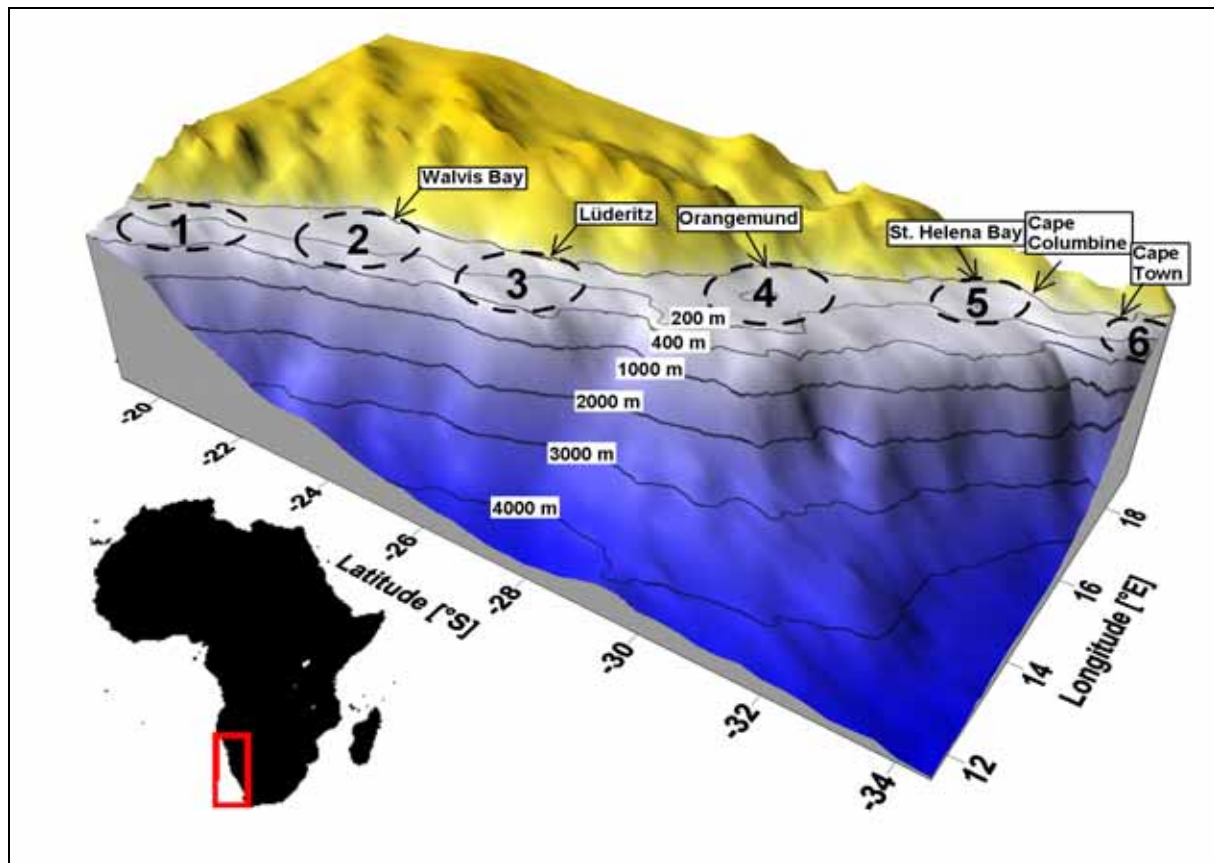 Walvis Bay
Lüderitz
Orangemund
St. Helena Bay
Cape
Columbine
Cape
Town
1
2
3
4
5
6
200 m
400 m
1000 m
2000 m
3000 m
4000 m
-20
-22
-24
-26
-28
-30
-32
-34
Latitude [°S]
12
14
16
18
Longitude [°E]